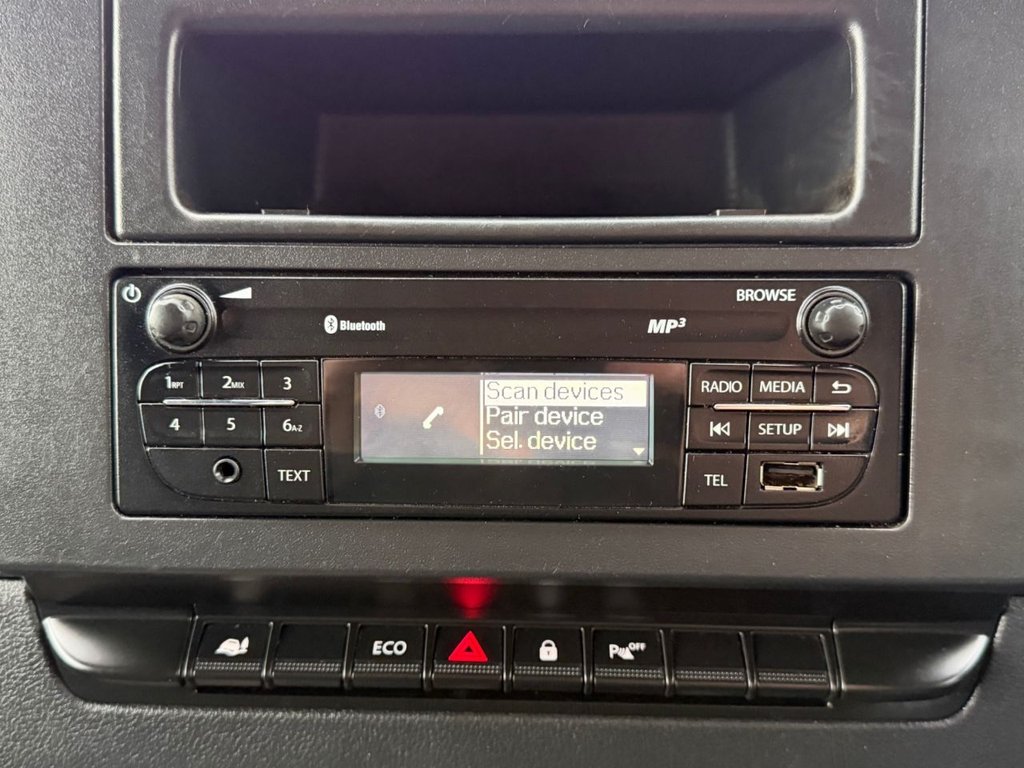 BROWSE
Bluetooth
MP3
1RPT
2MIX
3
Scan devices
RADIO
MEDIA
Pair device
4
5
6A-Z
SETUP
Sel. device
TEXT
TEL
ECO
P OFF